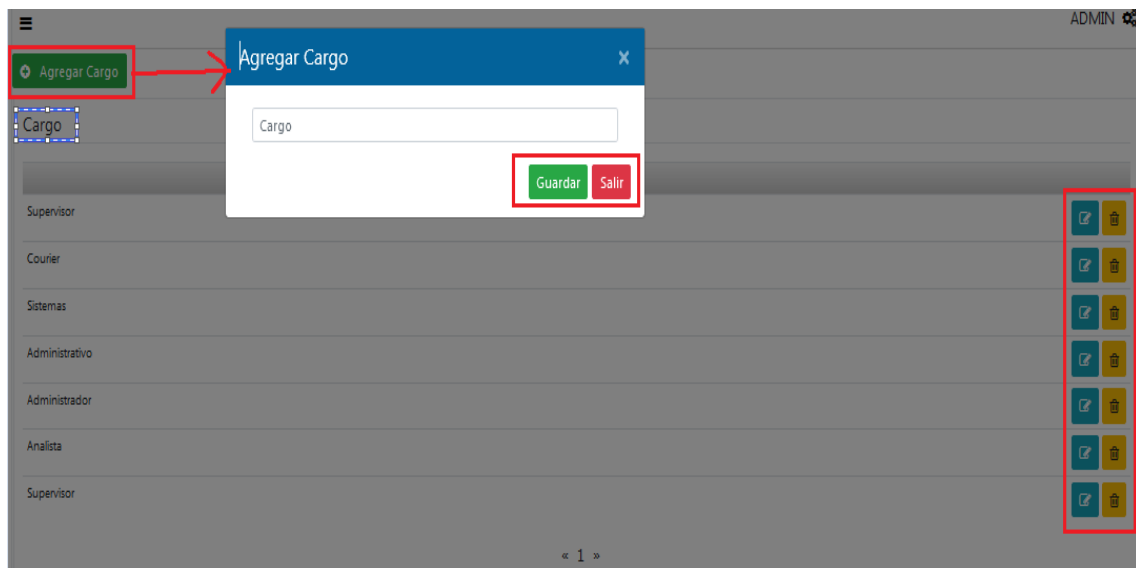 ADMIN
Agregar Cargo
Agregar Cargo ×
Cargo
Cargo
Guardar Salir
Supervisor
Courier
Sistemas
Administrativo
Administrador
Analista
Supervisor
« 1 »